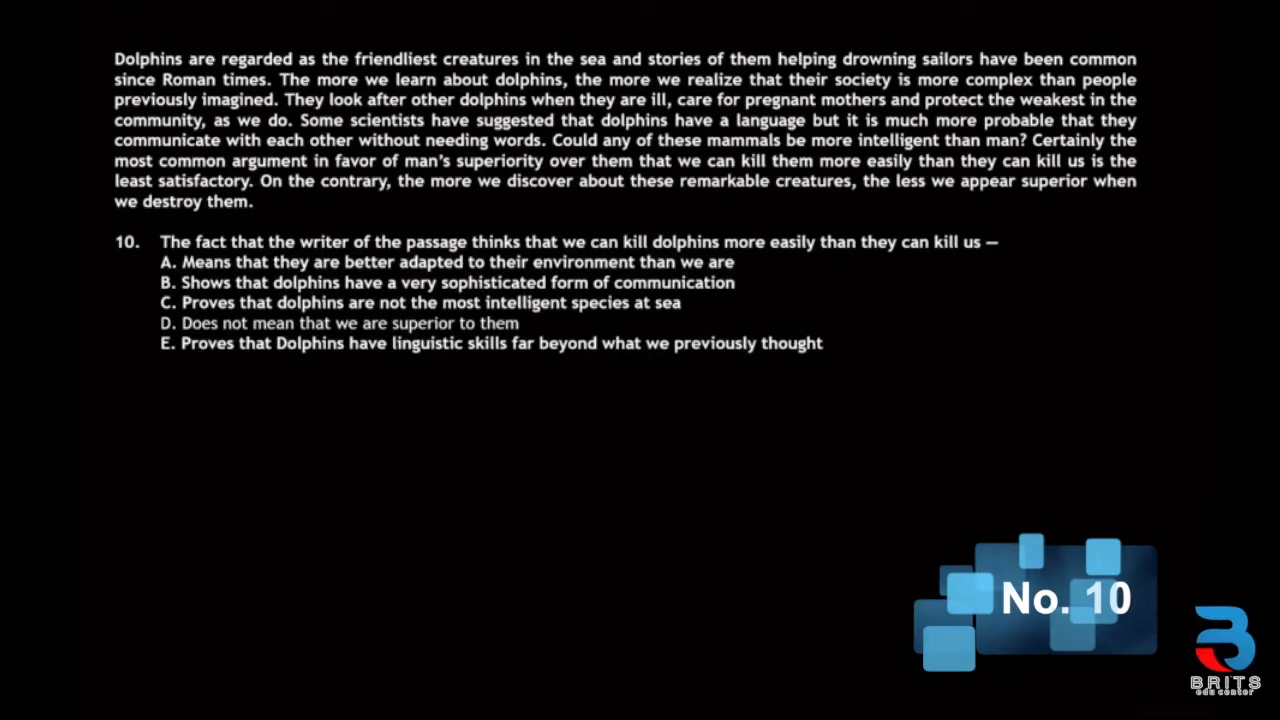 Dolphins are regarded as the friendliest creatures in the sea and stories of them helping drowning sailors have been common
since Roman times. The more we learn about dolphins, the more we realize that their society is more complex than people
previously imagined. They look after other dolphins when they are ill, care for pregnant mothers and protect the weakest in the
community, as we do. Some scientists have suggested that dolphins have a language but it is much more probable that they
communicate with each other without needing words. Could any of these mammals be more intelligent than man? Certainly the
most common argument in favor of man's superiority over them that we can kill them more easily than they can kill us is the
least satisfactory. On the contrary, the more we discover about these remarkable creatures, the less we appear superior when
we destroy them.
10. The fact that the writer of the passage thinks that we can kill dolphins more easily than they can kill us —
A. Means that they are better adapted to their environment than we are
B. Shows that dolphins have a very sophisticated form of communication
C. Proves that dolphins are not the most intelligent species at sea
D. Does not mean that we are superior to them
E. Proves that Dolphins have linguistic skills far beyond what we previously thought
No. 10
BRITS
edu center